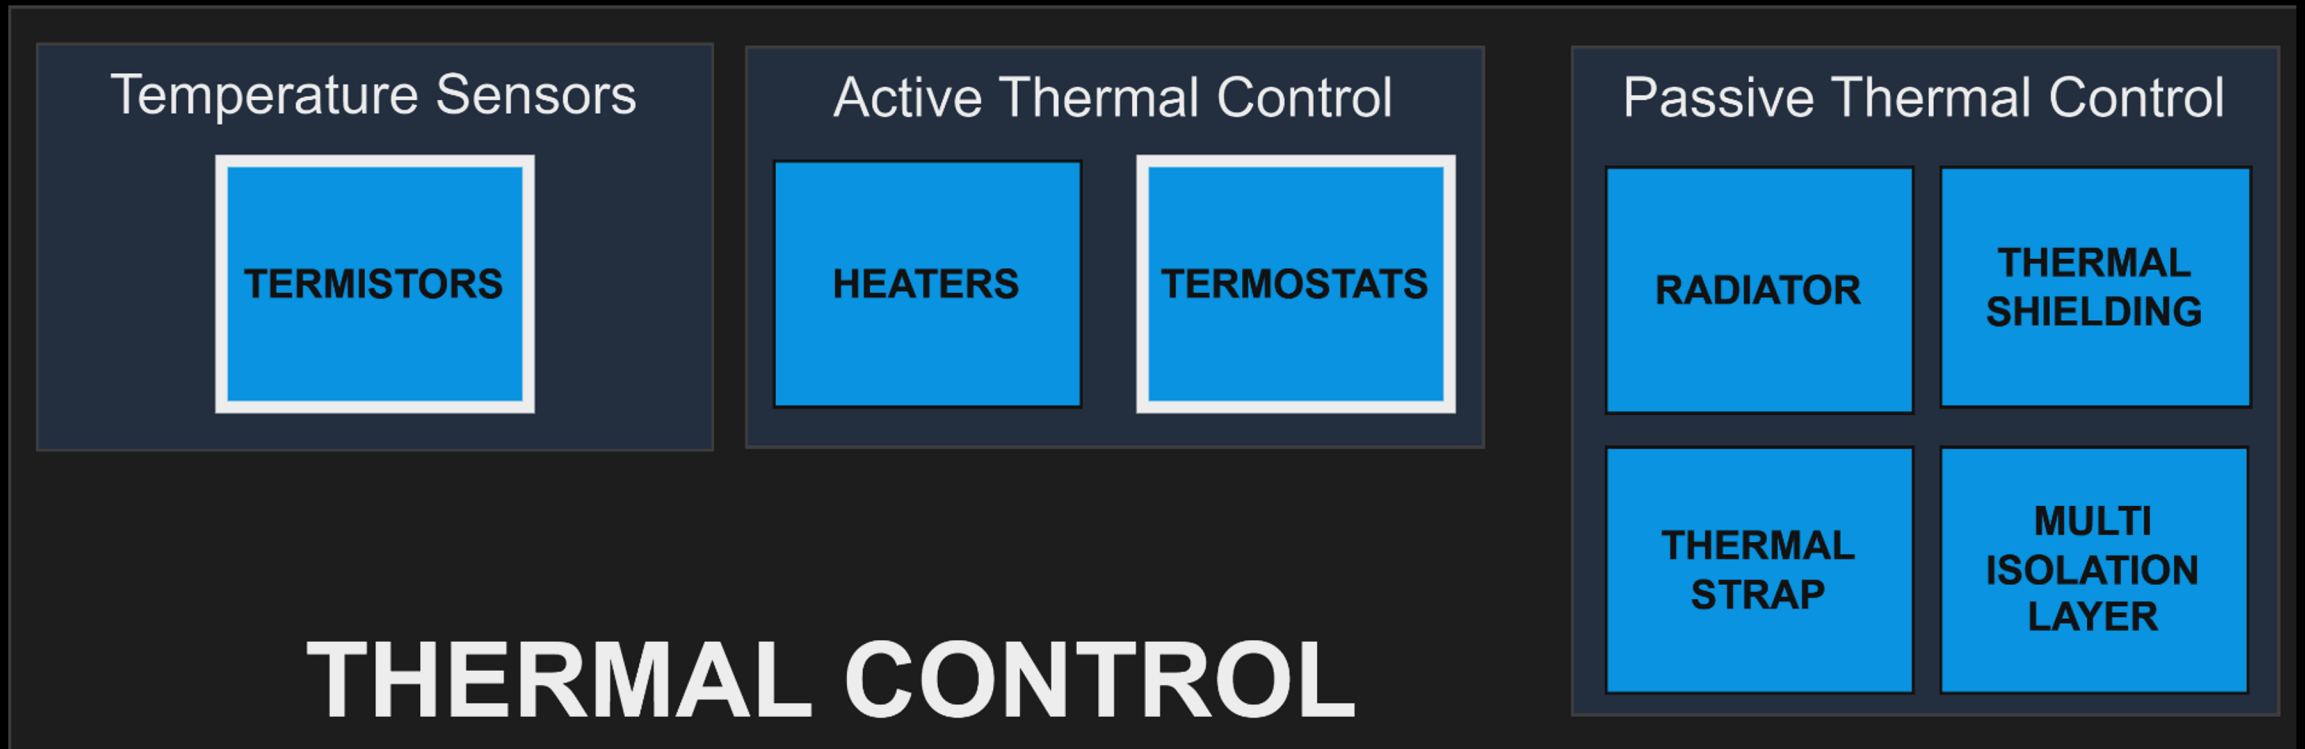 Temperature Sensors
TERMISTORS
Active Thermal Control
HEATERS
TERMOSTATS
Passive Thermal Control
RADIATOR
THERMAL
SHIELDING
THERMAL
STRAP
MULTI
ISOLATION
LAYER
THERMAL CONTROL